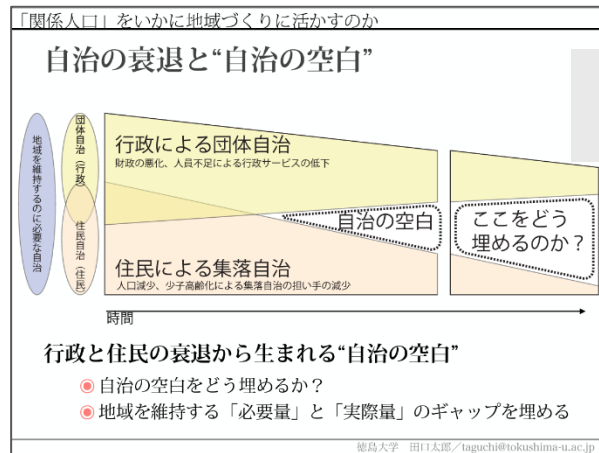 「関係人口」をいかに地域づくりに活かすのか
自治の衰退と“自治の空白”
地域を維持するのに必要な自治
団体自治（行政）
住民自治（住民）
行政による団体自治
財政の悪化、人員不足による行政サービスの低下
自治の空白
ここをどう
埋めるのか？
住民による集落自治
人口減少、少子高齢化による集落自治の担い手の減少
時間
行政と住民の衰退から生まれる“自治の空白”
◉ 自治の空白をどう埋めるか？
◉ 地域を維持する「必要量」と「実際量」のギャップを埋める
徳島大学　田口太郎／taguchi@tokushima-u.ac.jp